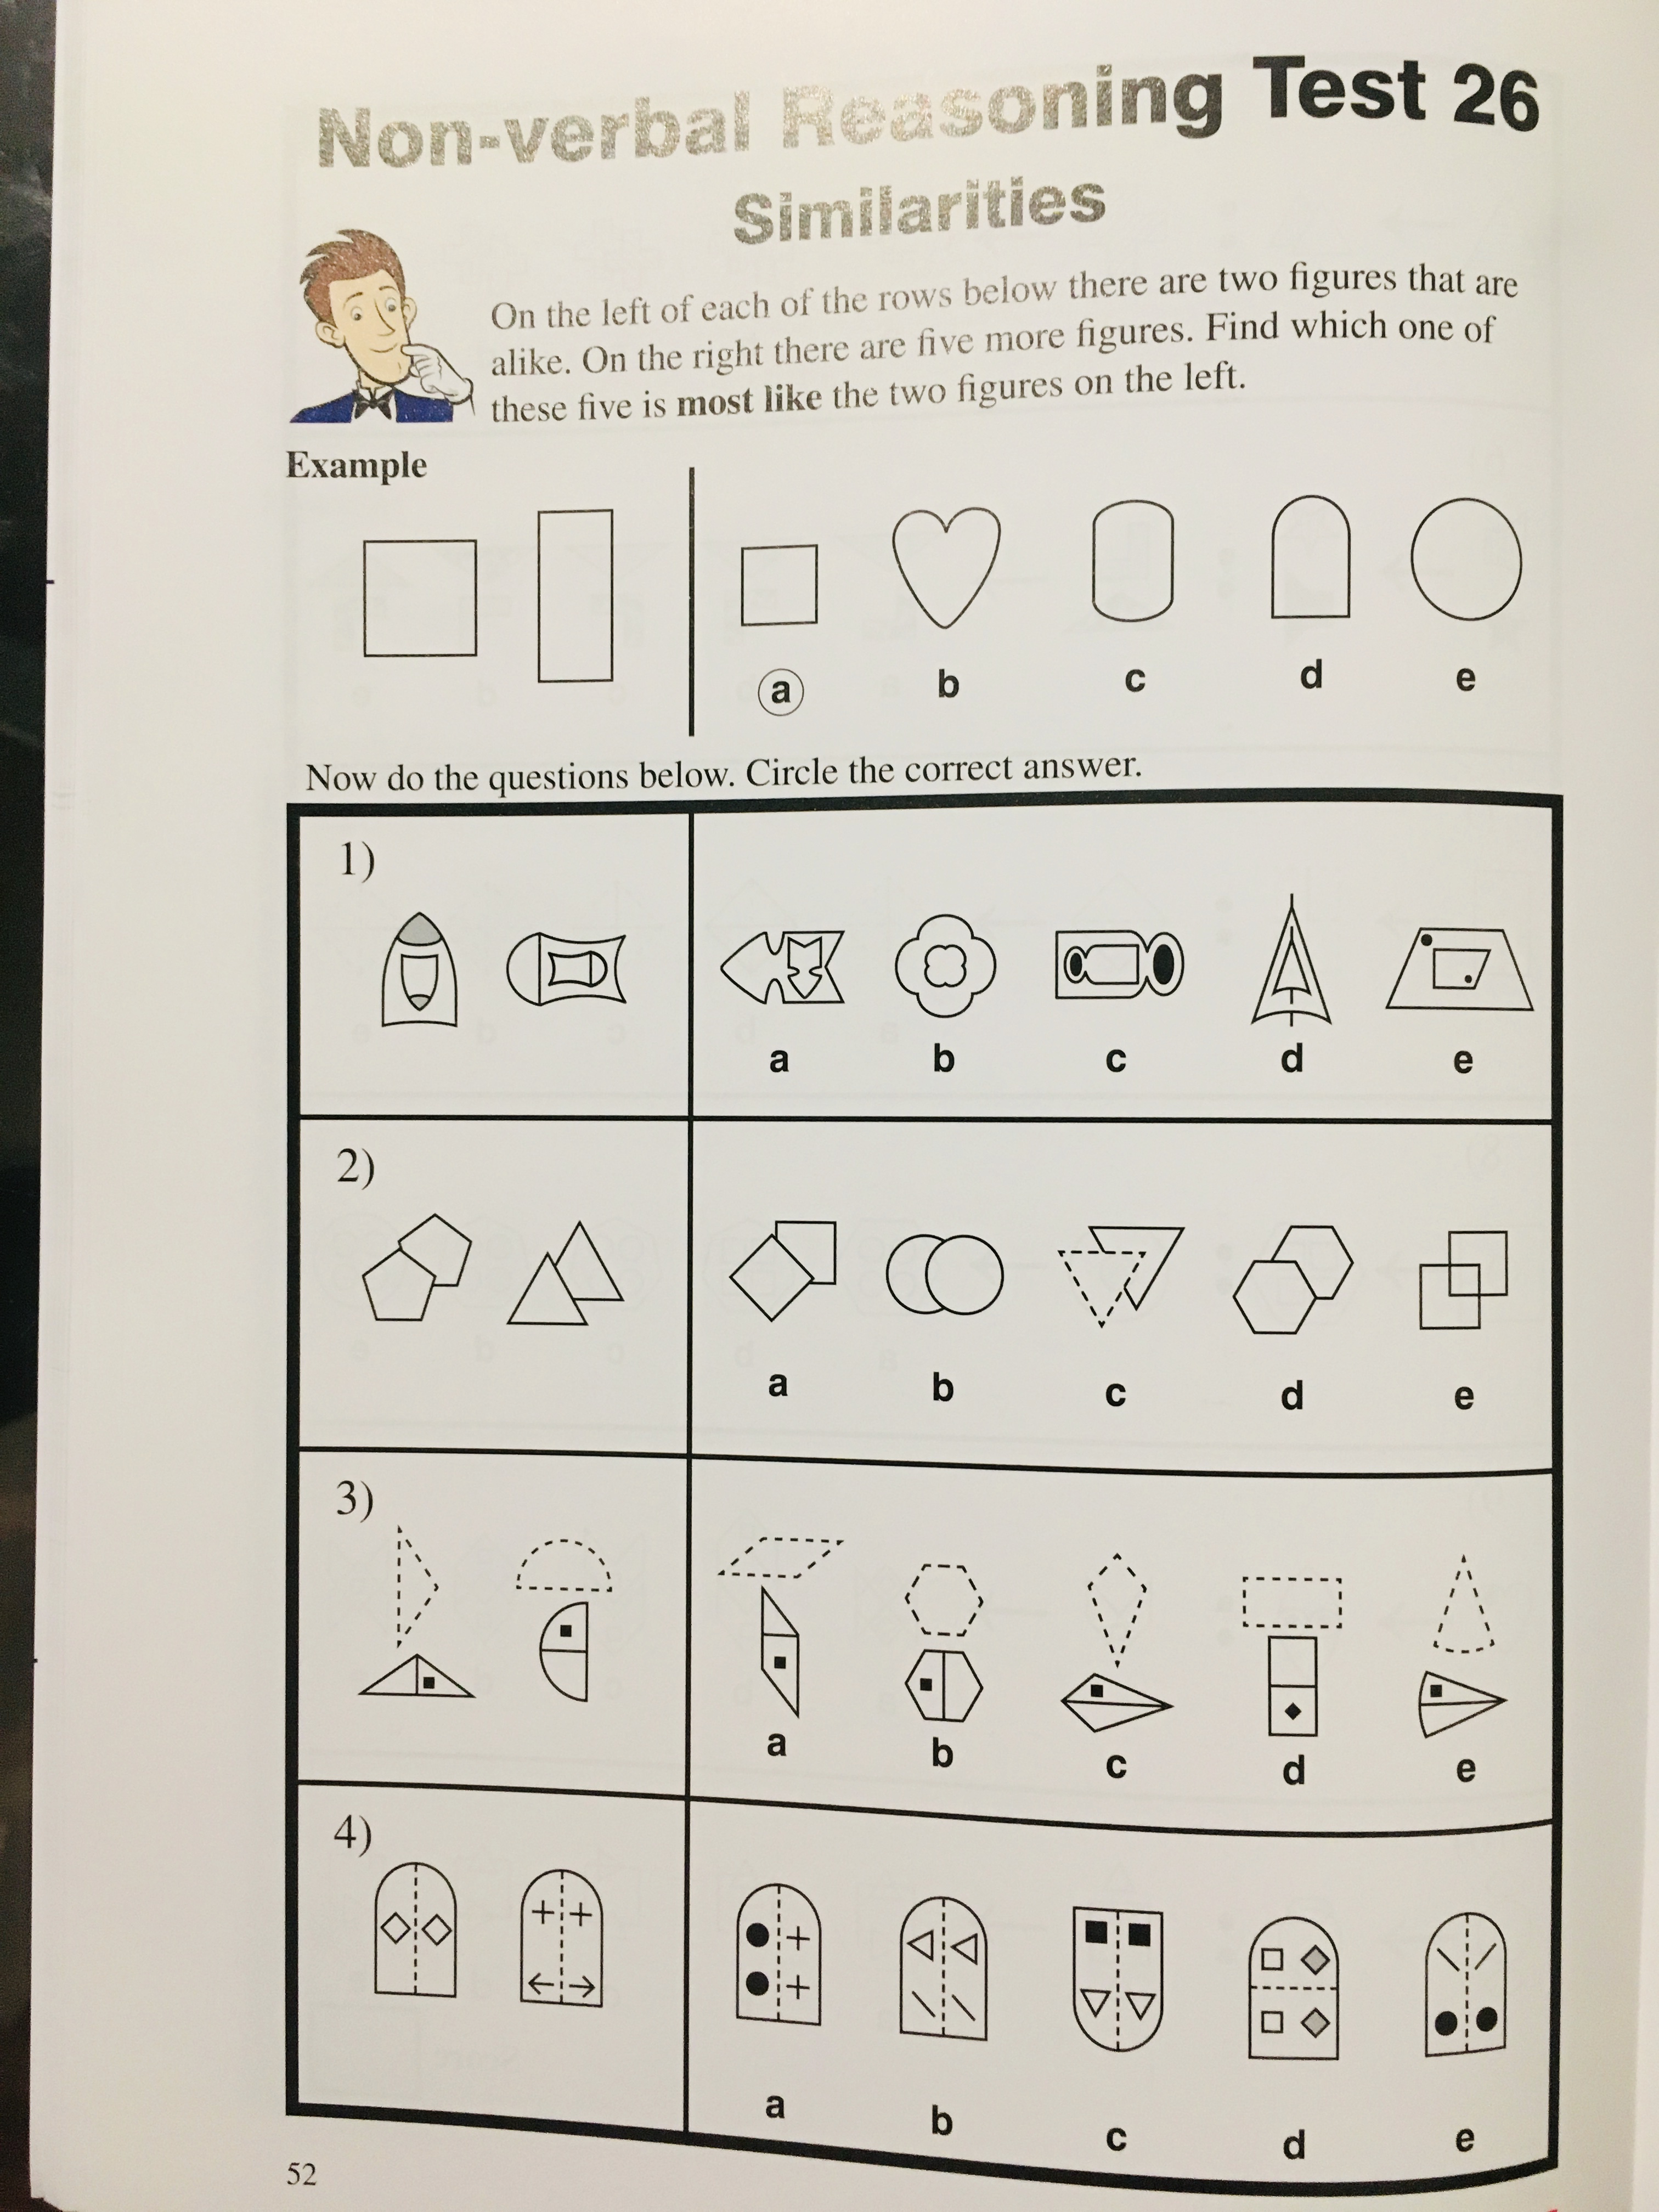 Non-verbal Reasoning Test 26
Similarities
On the left of each of the rows below there are two figures that are
alike. On the right there are five more figures. Find which one of
these five is most like the two figures on the left.
Example
a b c d e
Now do the questions below. Circle the correct answer.
1)
a b c d e
2)
a b c d e
3)
a b c d e
4)
a b c d e
52